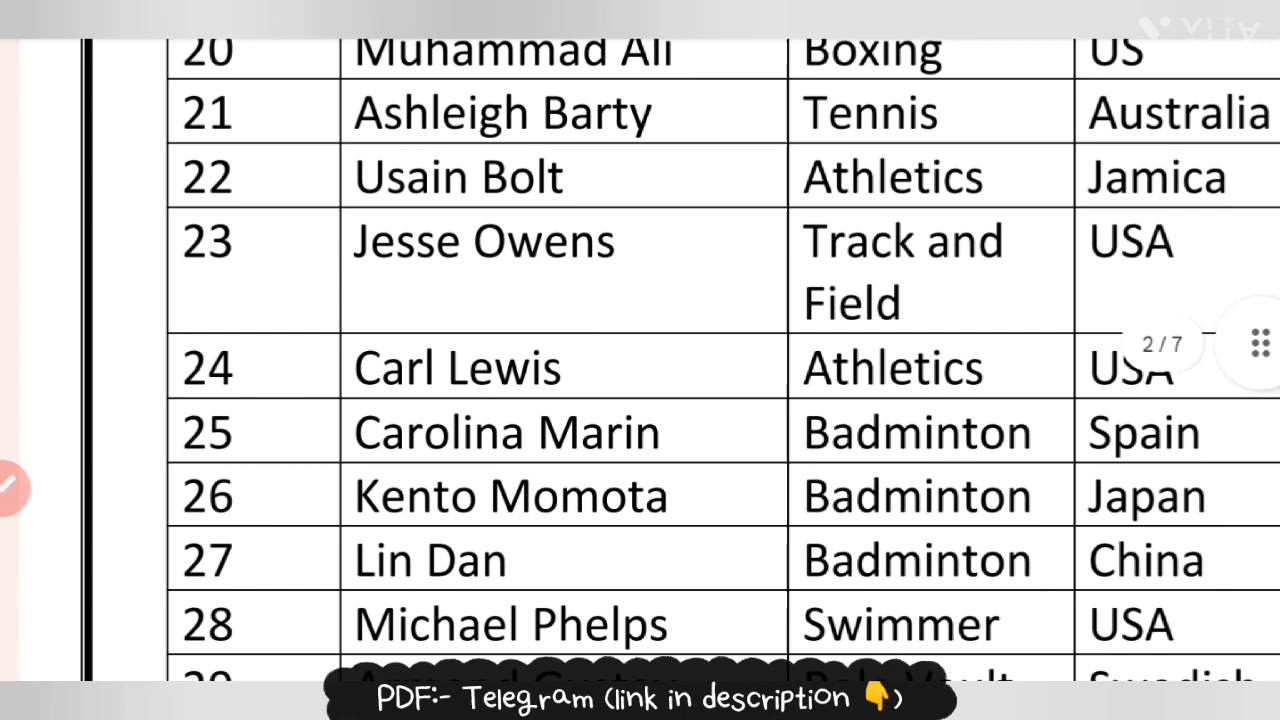 VITA
20 Muhammad Ali Boxing US
21 Ashleigh Barty Tennis Australia
22 Usain Bolt Athletics Jamica
23 Jesse Owens Track and USA
Field
24 Carl Lewis Athletics USA
2/7
25 Carolina Marin Badminton Spain
26 Kento Momota Badminton Japan
27 Lin Dan Badminton China
28 Michael Phelps Swimmer USA
PDF:- Telegram (link in description 👇)